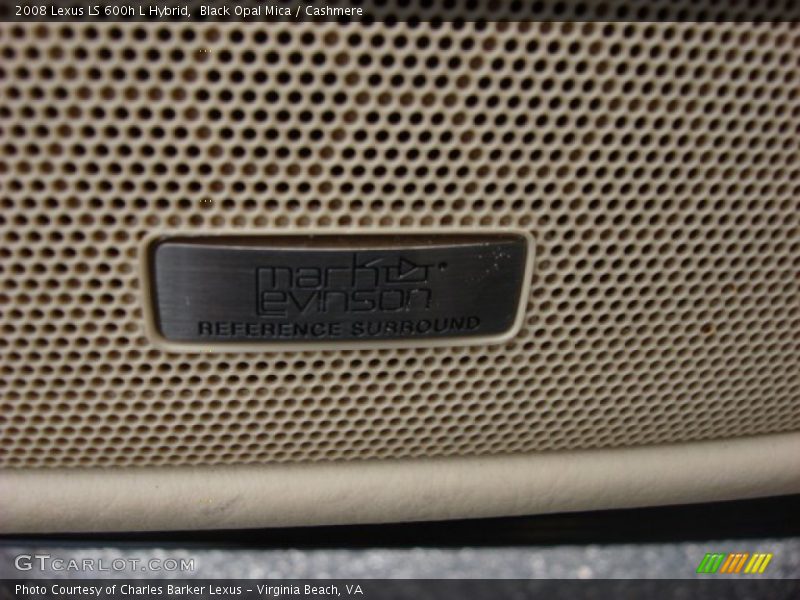 2008 Lexus LS 600h L Hybrid, Black Opal Mica / Cashmere
mark
Levinson
REFERENCE SURROUND
GTCARLOT.COM
Photo Courtesy of Charles Barker Lexus - Virginia Beach, VA